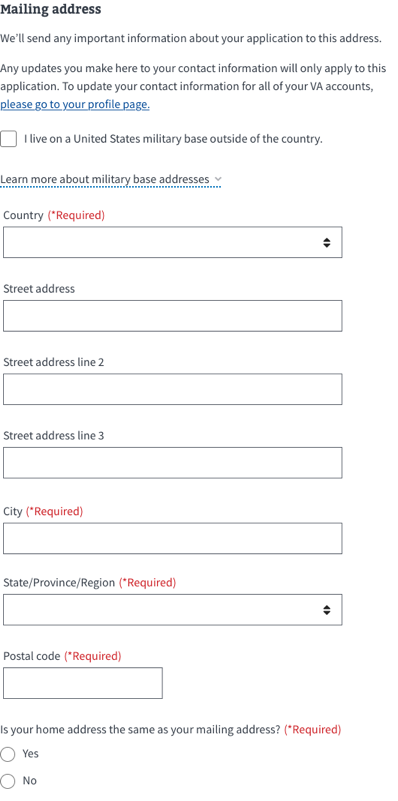 Mailing address
We'll send any important information about your application to this address.
Any updates you make here to your contact information will only apply to this
application. To update your contact information for all of your VA accounts,
please go to your profile page.
I live on a United States military base outside of the country.
Learn more about military base addresses
Country (*Required)
Street address
Street address line 2
Street address line 3
City (*Required)
State/Province/Region (*Required)
Postal code (*Required)
Is your home address the same as your mailing address? (*Required)
Yes
No